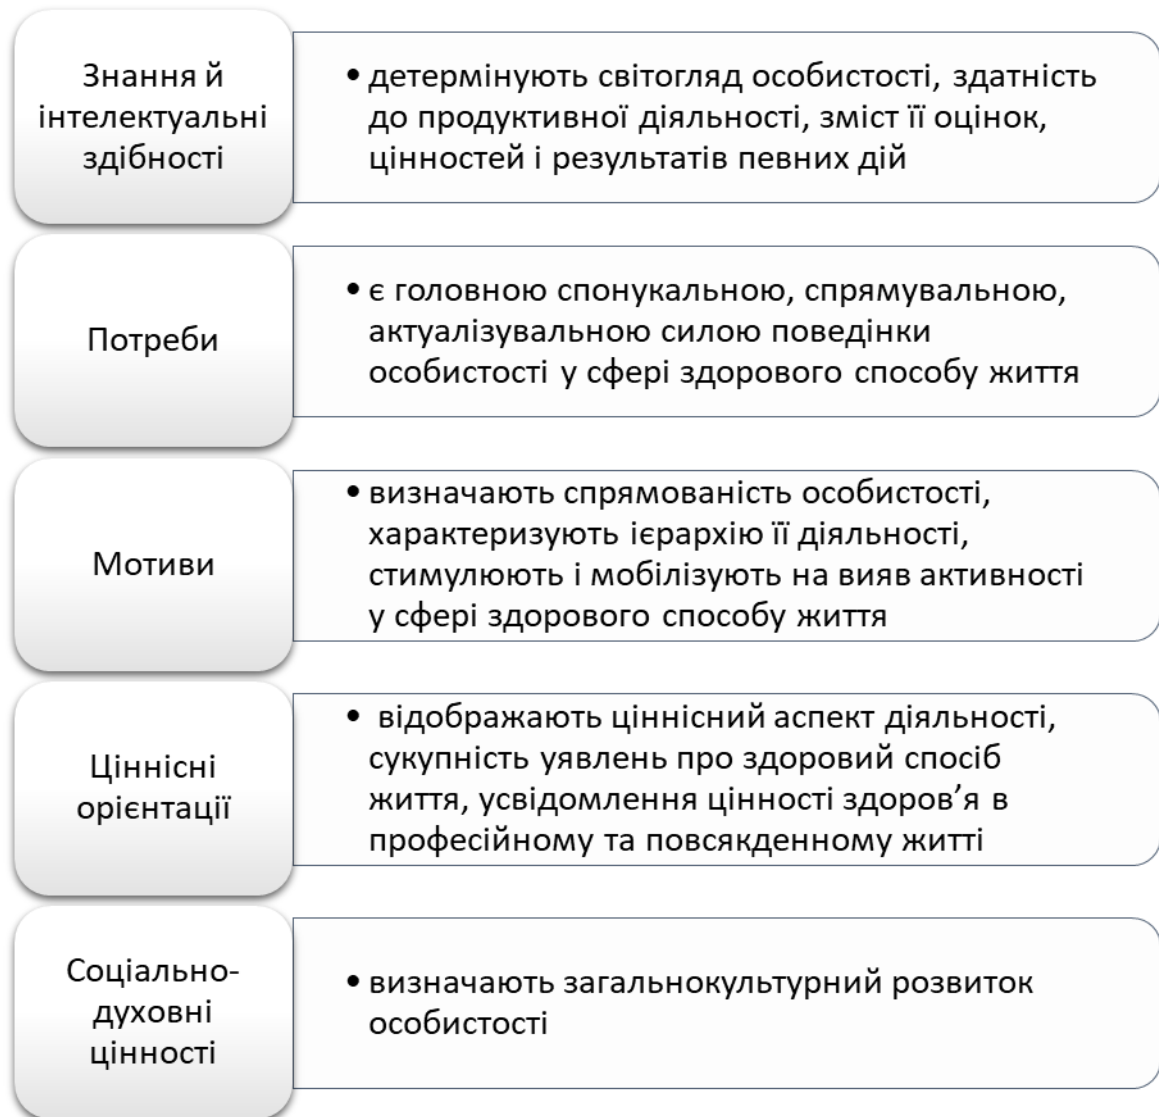 Знання й
інтелектуальні
здібності
• детермінують світогляд особистості, здатність
до продуктивної діяльності, зміст її оцінок,
цінностей і результатів певних дій
Потреби
• є головною спонукальною, спрямувальною,
актуалізувальною силою поведінки
особистості у сфері здорового способу життя
Мотиви
• визначають спрямованість особистості,
характеризують ієрархію її діяльності,
стимулюють і мобілізують на вияв активності
у сфері здорового способу життя
Ціннісні
орієнтації
• відображають ціннісний аспект діяльності,
сукупність уявлень про здоровий спосіб
життя, усвідомлення цінності здоров’я в
професійному та повсякденному житті
Соціально-
духовні
цінності
• визначають загальнокультурний розвиток
особистості